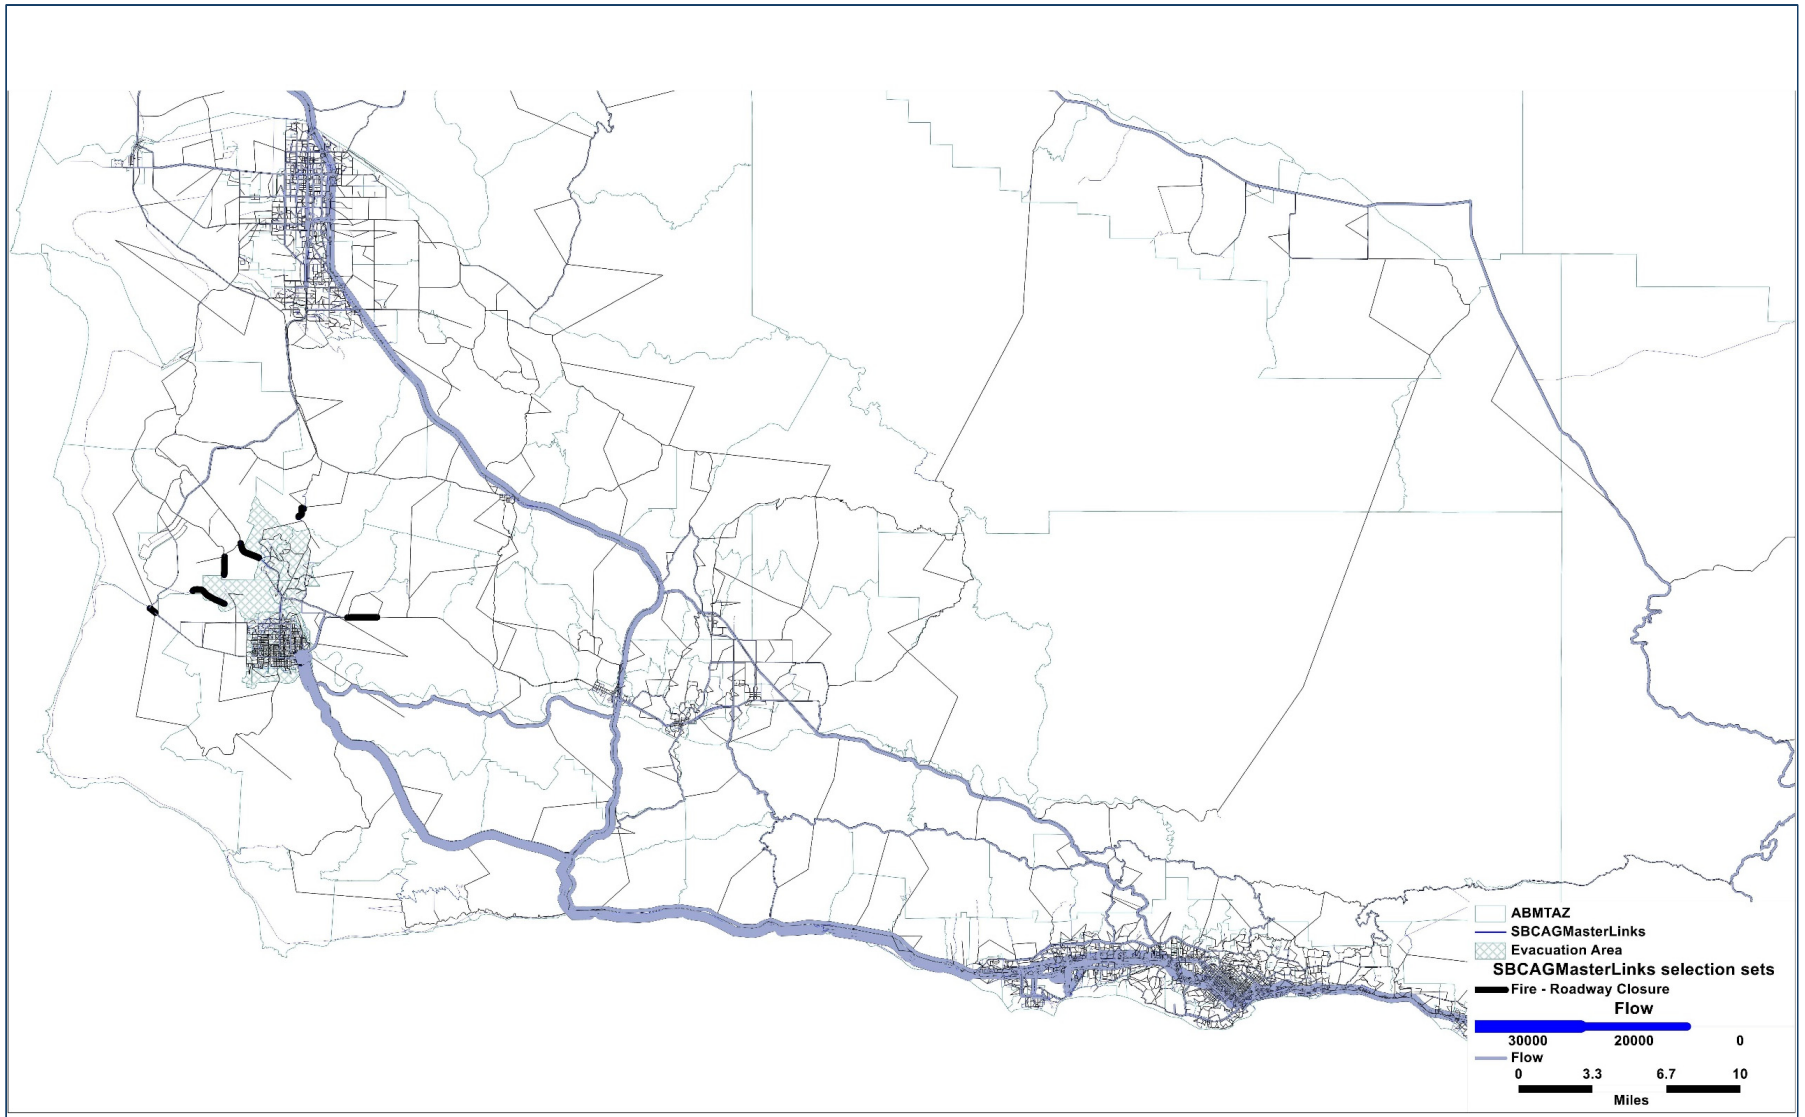 ABMTAZ
SBCAGMasterLinks
Evacuation Area
SBCAGMasterLinks selection sets
Fire - Roadway Closure
Flow
30000 20000 0
Flow
0 3.3 6.7 10
Miles